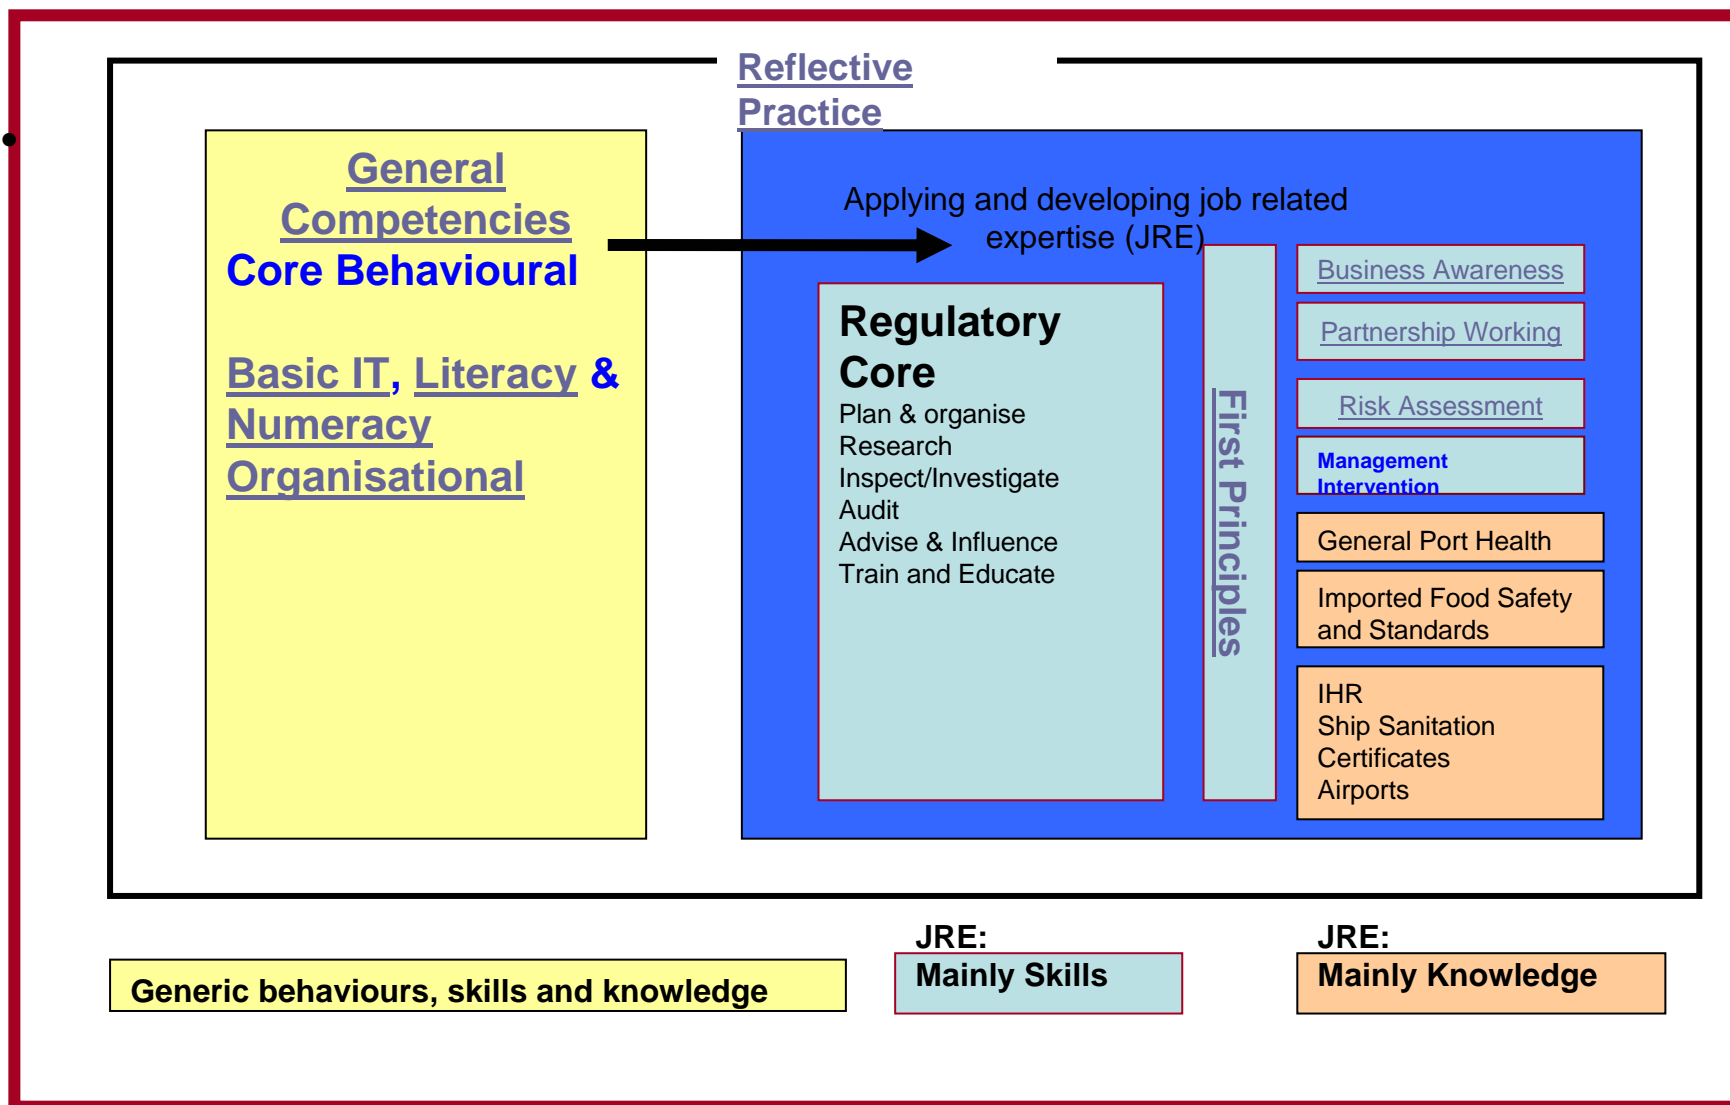 Reflective
Practice
General
Competencies
Core Behavioural
Basic IT, Literacy &
Numeracy
Organisational
Applying and developing job related
expertise (JRE)
Regulatory
Core
Plan & organise
Research
Inspect/Investigate
Audit
Advise & Influence
Train and Educate
First Principles
Business Awareness
Partnership Working
Risk Assessment
Management
Intervention
General Port Health
Imported Food Safety
and Standards
IHR
Ship Sanitation
Certificates
Airports
Generic behaviours, skills and knowledge
JRE:
Mainly Skills
JRE:
Mainly Knowledge